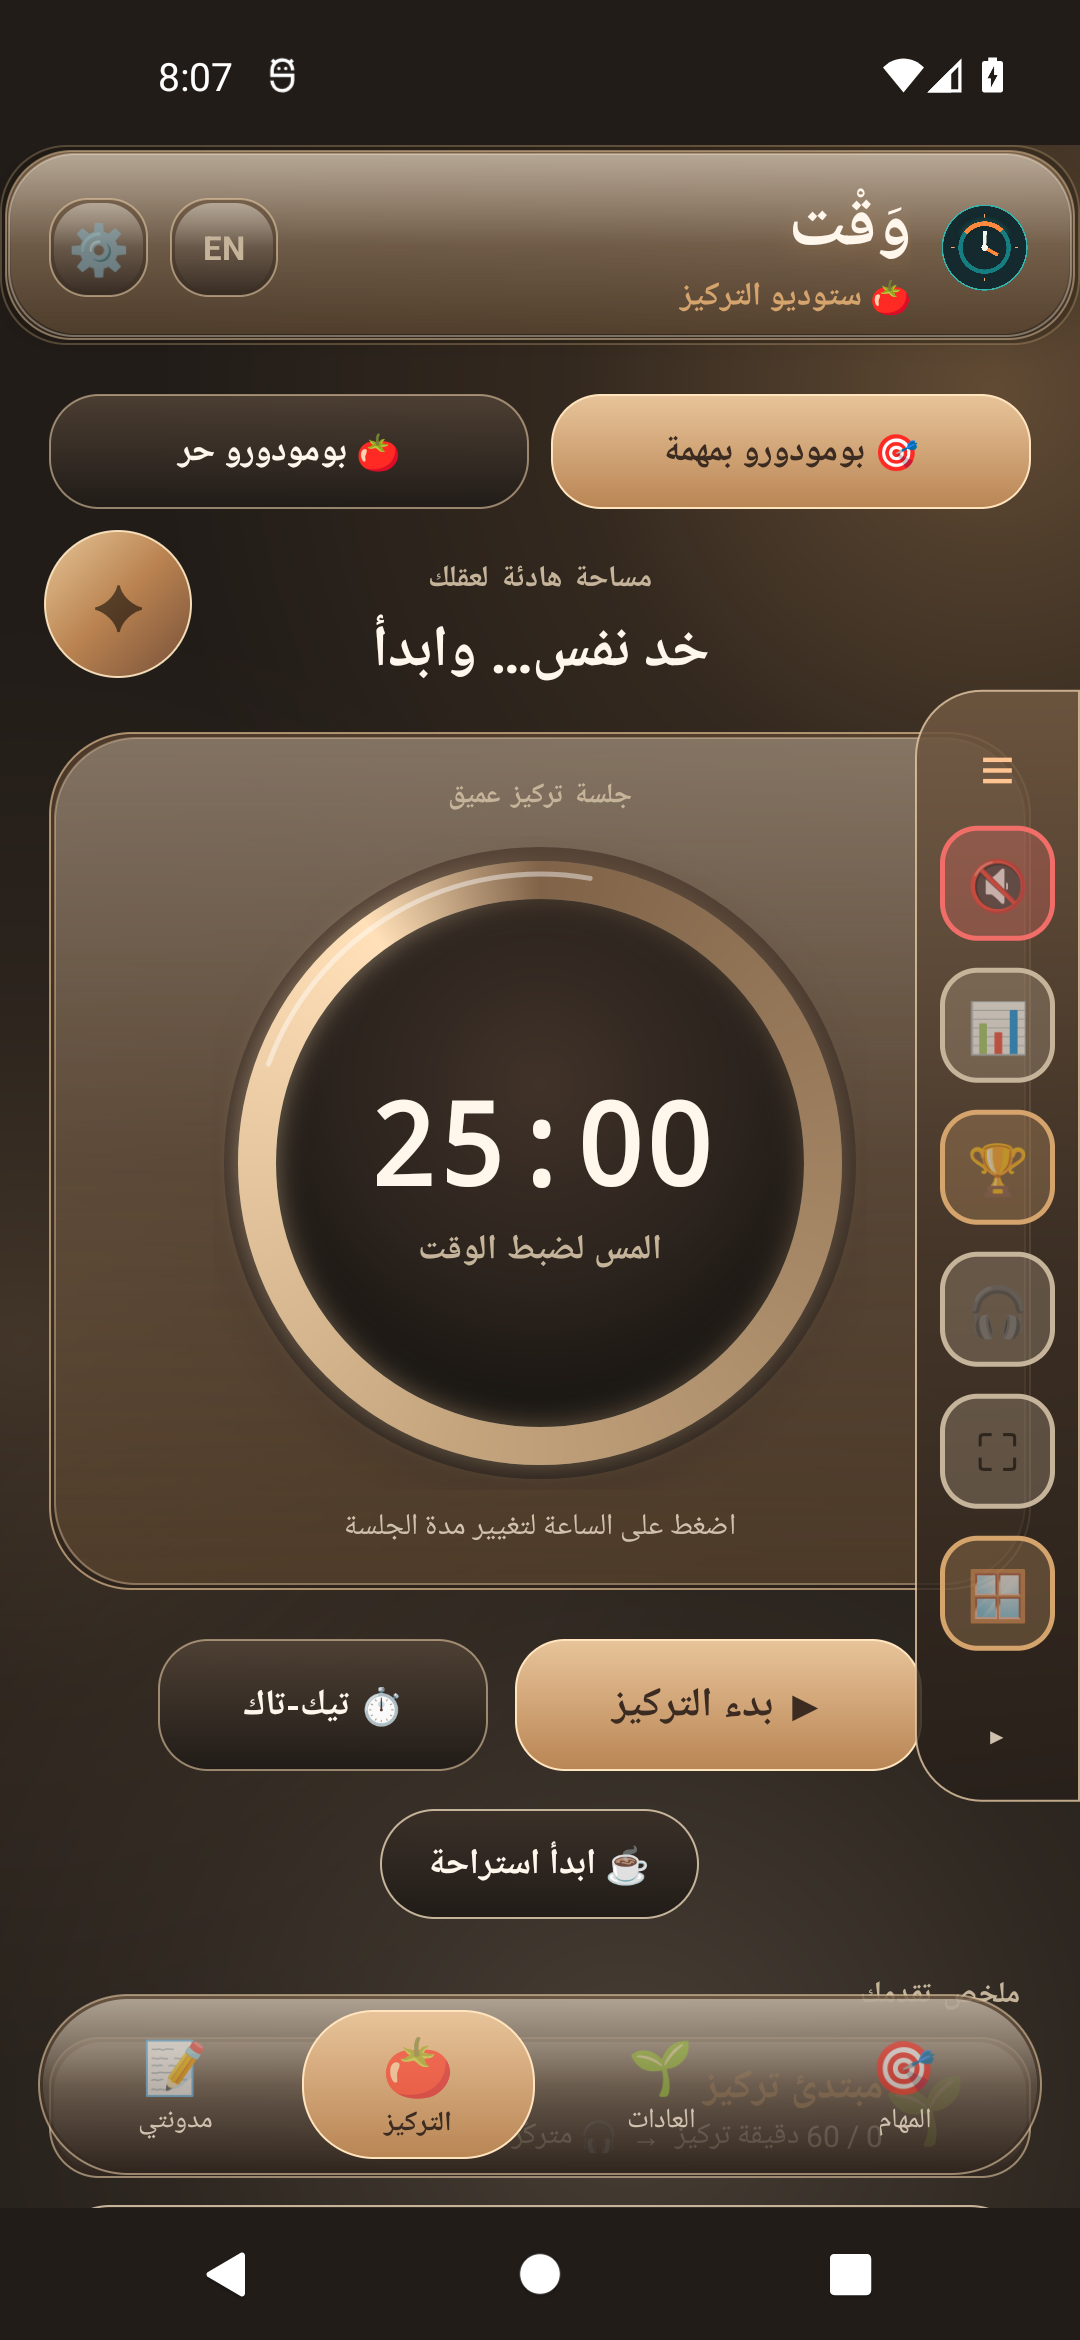 8:07
وَقْت
🍅 ستوديو التركيز
EN
🎯 بومودورو بمهمة
🍅 بومودورو حر
مساحة هادئة لعقلك
خد نفس... وابدأ
جلسة تركيز عميق
25:00
المس لضبط الوقت
اضغط على الساعة لتغيير مدة الجلسة
▶ بدء التركيز
⏱️ تيك-تاك
☕ ابدأ استراحة
ملخص تقدمك
مبتدئ تركيز
0 / 60 دقيقة تركيز → 🎧
المهام
العادات
التركيز
مدونتي